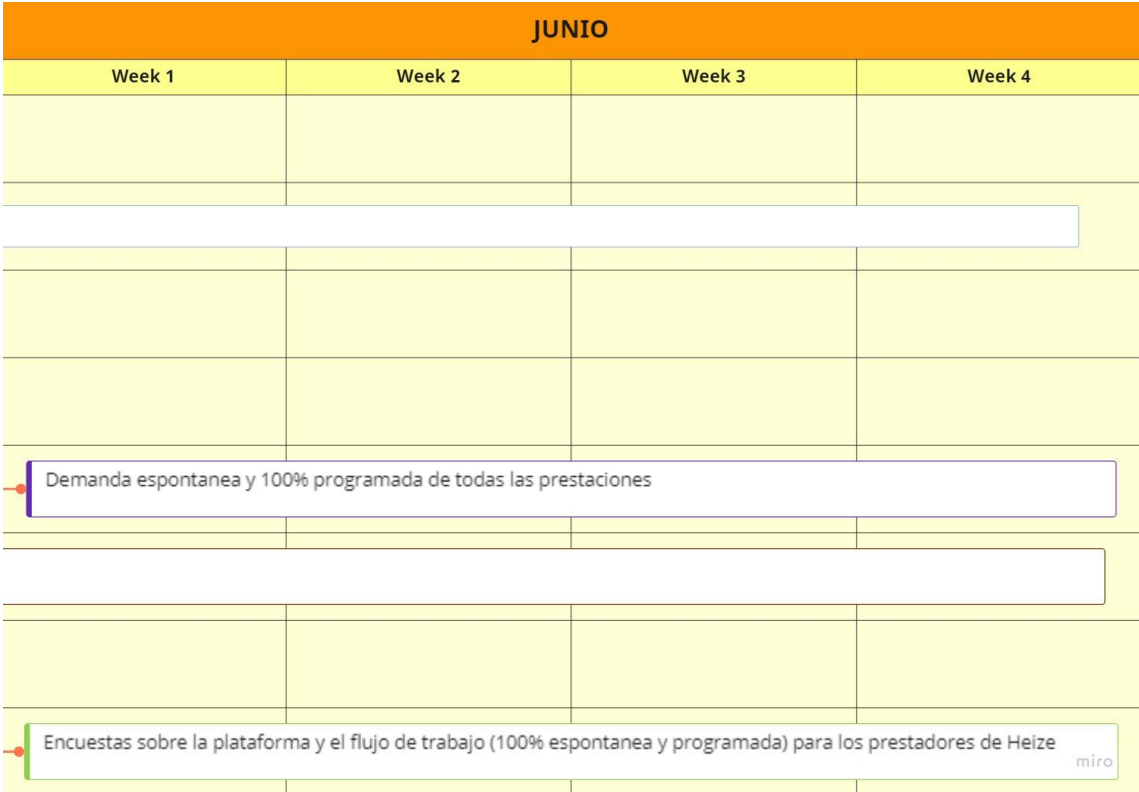 JUNIO
Week 1 Week 2 Week 3 Week 4
Demanda espontanea y 100% programada de todas las prestaciones
Encuestas sobre la plataforma y el flujo de trabajo (100% espontanea y programada) para los prestadores de Heize
miro